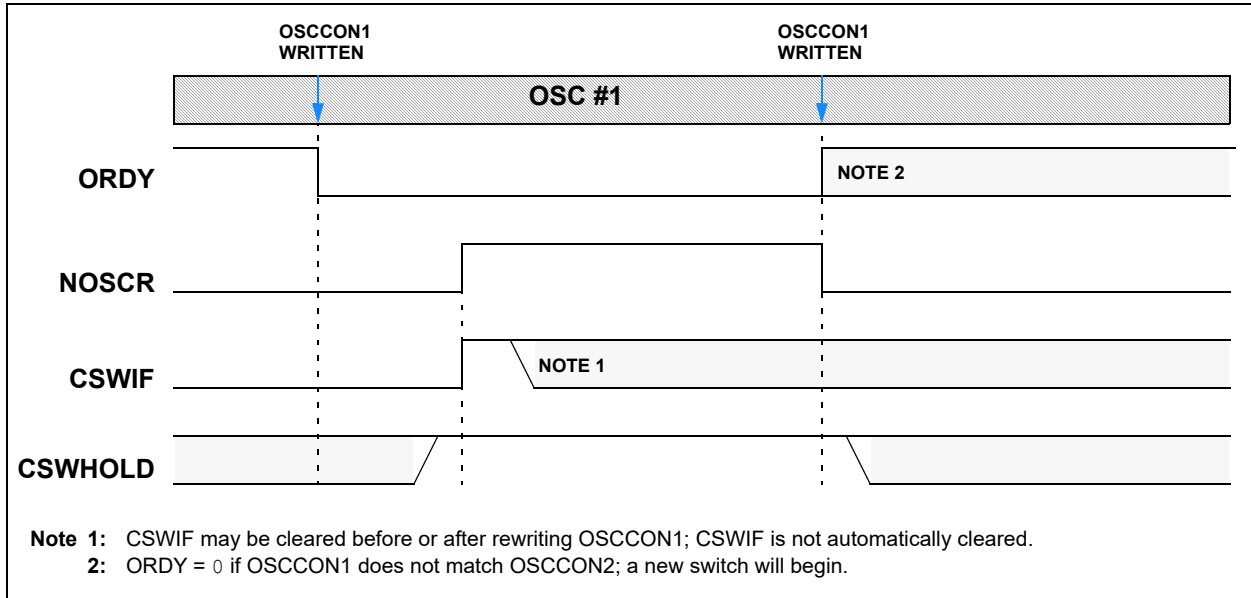 OSCCON1
WRITTEN
OSCCON1
WRITTEN
OSC #1
ORDY
NOTE 2
NOSCR
CSWIF
NOTE 1
CSWHOLD
Note 1: CSWIF may be cleared before or after rewriting OSCCON1; CSWIF is not automatically cleared.
2: ORDY = 0 if OSCCON1 does not match OSCCON2; a new switch will begin.